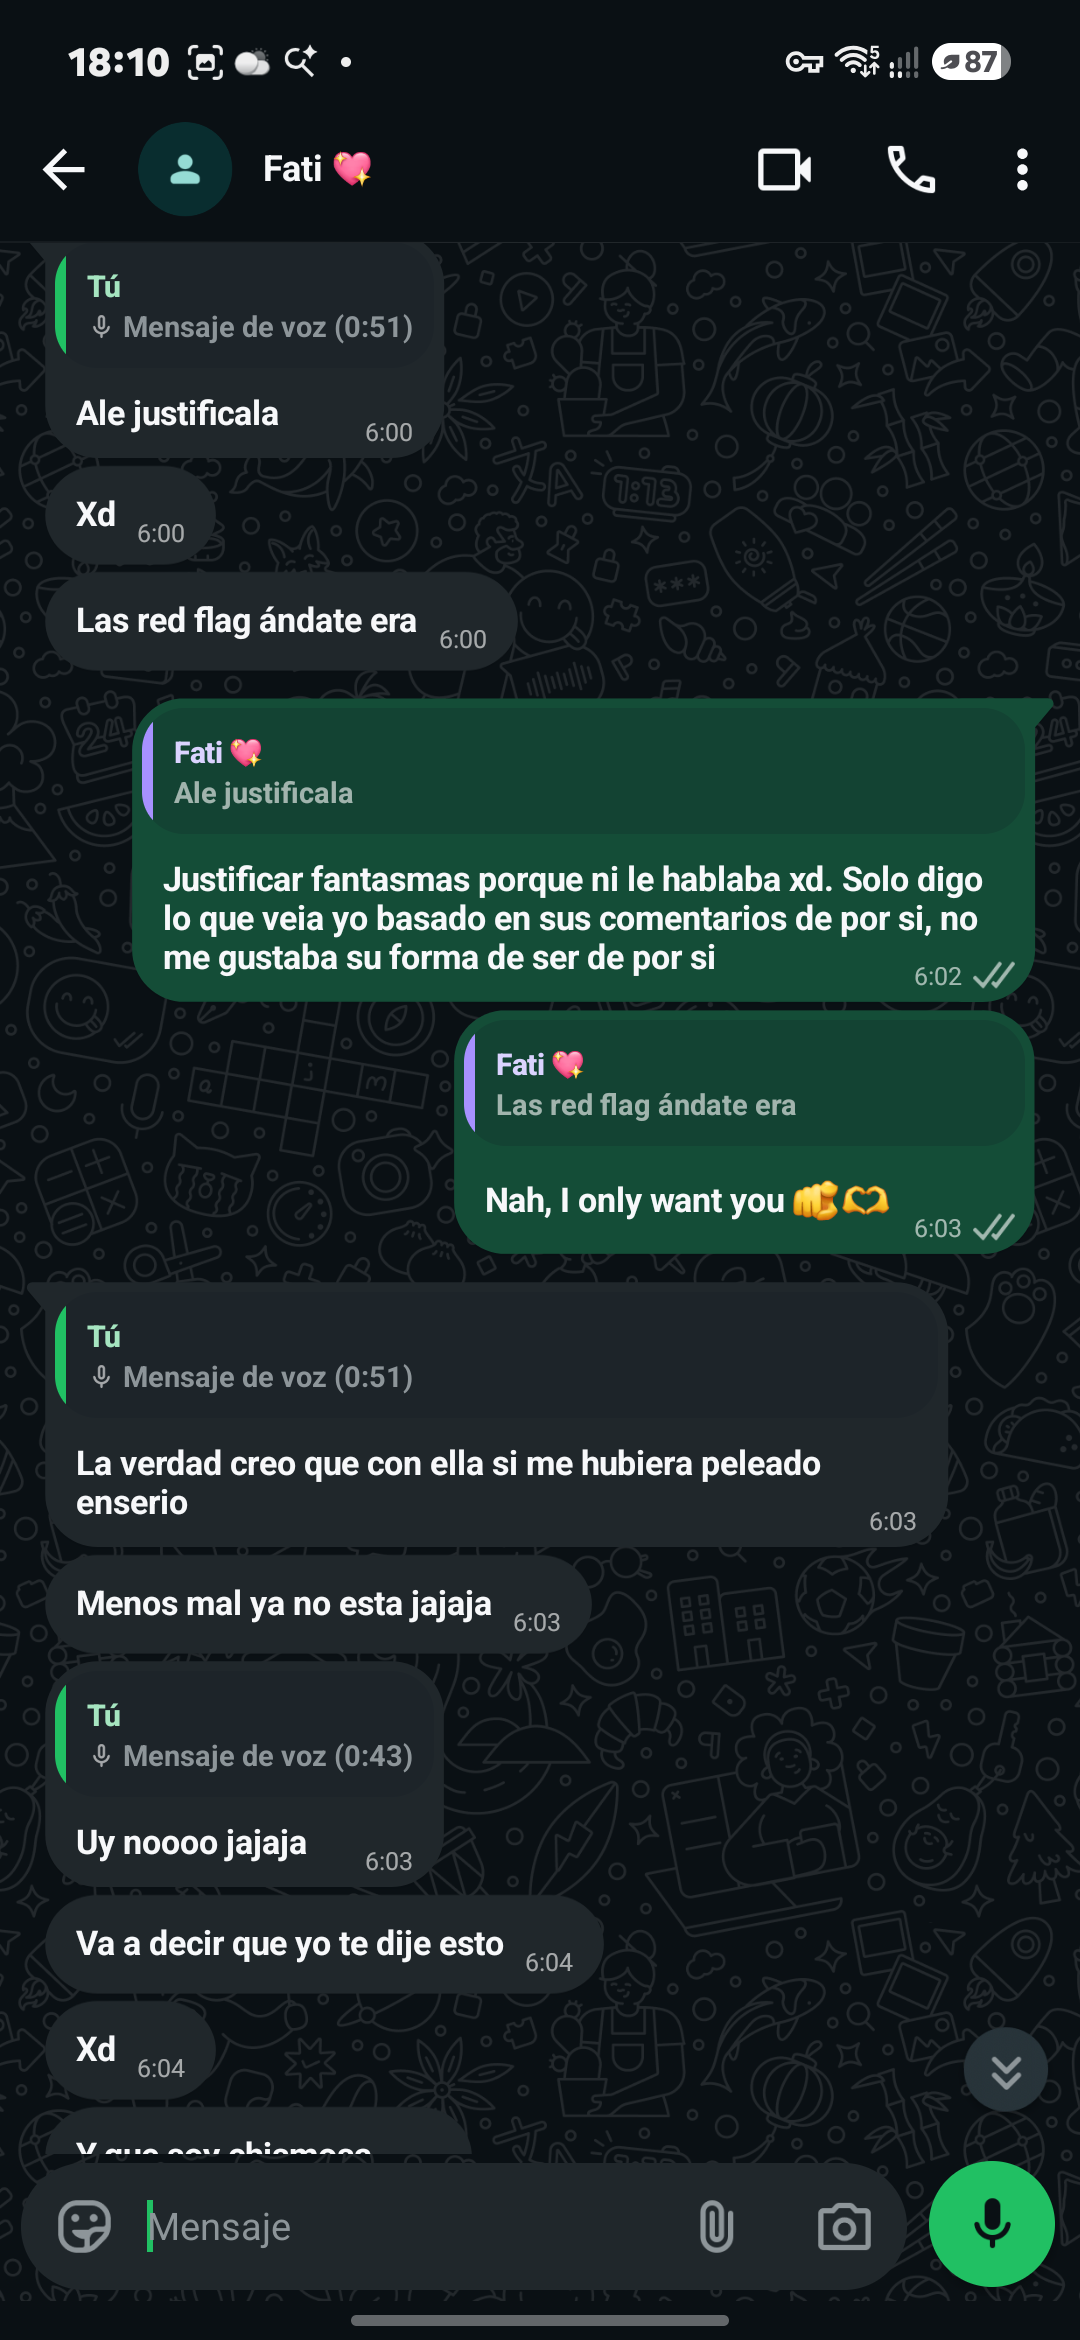 18:10
5
87
Fati 💖
Tú
Mensaje de voz (0:51)
Ale justificala
6:00
Xd
6:00
Las red flag ándate era
6:00
Fati 💖
Ale justificala
Justificar fantasmas porque ni le hablaba xd. Solo digo
lo que veia yo basado en sus comentarios de por si, no
me gustaba su forma de ser de por si
6:02
Fati 💖
Las red flag ándate era
Nah, I only want you 🫵🫶
6:03
Tú
Mensaje de voz (0:51)
La verdad creo que con ella si me hubiera peleado
enserio
6:03
Menos mal ya no esta jajaja
6:03
Tú
Mensaje de voz (0:43)
Uy noooo jajaja
6:03
Va a decir que yo te dije esto
6:04
Xd
6:04
Mensaje